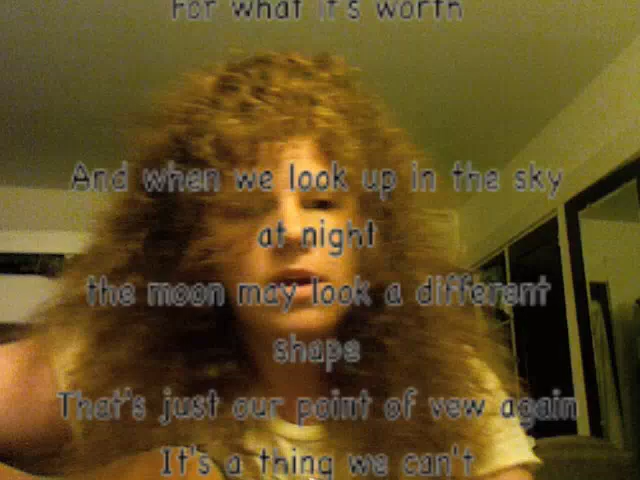 For what it's worth
And when we look up in the sky
at night
the moon may look a different
shape
That's just our point of vew again
It's a thing we can't